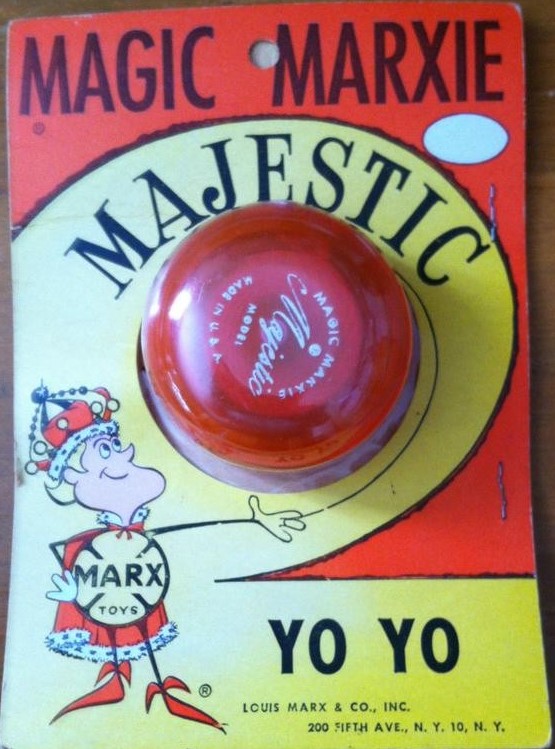 MAGIC MARXIE
®
MAJESTIC
MAGIC MARXIE
Majestic
®
MODEL
MADE IN U.S.A.
MARX
TOYS
®
YO YO
LOUIS MARX & CO., INC.
200 FIFTH AVE., N. Y. 10, N. Y.